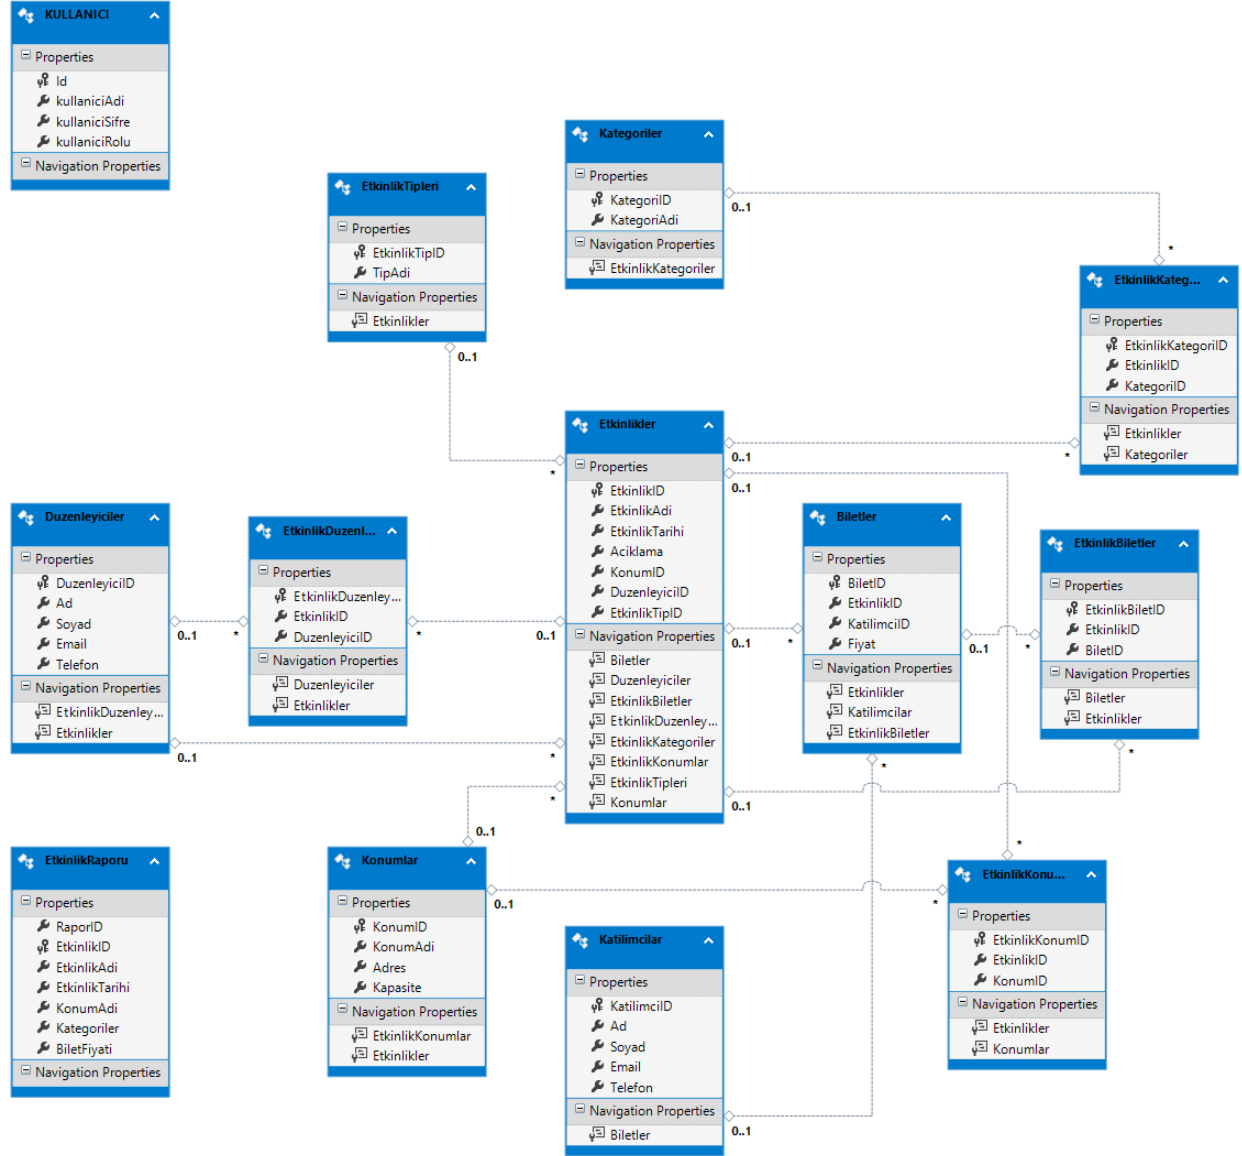 KULLANICI
Properties
Id
kullaniciAdi
kullaniciSifre
kullaniciRolu
Navigation Properties
EtkinlikTipleri
Properties
EtkinlikTipID
TipAdi
Navigation Properties
Etkinlikler
0..1
Kategoriler
Properties
KategoriID
KategoriAdi
Navigation Properties
EtkinlikKategoriler
0..1
*
EtkinlikKateg...
Properties
EtkinlikKategoriID
EtkinlikID
KategoriID
Navigation Properties
Etkinlikler
Kategoriler
*
Etkinlikler
Properties
EtkinlikID
EtkinlikAdi
EtkinlikTarihi
Aciklama
KonumID
DuzenleyiciID
EtkinlikTipID
Navigation Properties
Biletler
Duzenleyiciler
EtkinlikBiletler
EtkinlikDuzenley...
EtkinlikKategoriler
EtkinlikKonumlar
EtkinlikTipleri
Konumlar
*
0..1
0..1
0..1
0..1
*
*
0..1
Duzenleyiciler
Properties
DuzenleyiciID
Ad
Soyad
Email
Telefon
Navigation Properties
EtkinlikDuzenley...
Etkinlikler
0..1
*
0..1
EtkinlikDuzenl...
Properties
EtkinlikDuzenley...
EtkinlikID
DuzenleyiciID
Navigation Properties
Duzenleyiciler
Etkinlikler
*
Biletler
Properties
BiletID
EtkinlikID
KatilimciID
Fiyat
Navigation Properties
Etkinlikler
Katilimcilar
EtkinlikBiletler
*
0..1
*
*
EtkinlikBiletler
Properties
EtkinlikBiletID
EtkinlikID
BiletID
Navigation Properties
Biletler
Etkinlikler
*
EtkinlikRaporu
Properties
RaporID
EtkinlikID
EtkinlikAdi
EtkinlikTarihi
KonumAdi
Kategoriler
BiletFiyati
Navigation Properties
0..1
Konumlar
Properties
KonumID
KonumAdi
Adres
Kapasite
Navigation Properties
EtkinlikKonumlar
Etkinlikler
0..1
Katilimcilar
Properties
KatilimciID
Ad
Soyad
Email
Telefon
Navigation Properties
Biletler
0..1
*
*
EtkinlikKonu...
Properties
EtkinlikKonumID
EtkinlikID
KonumID
Navigation Properties
Etkinlikler
Konumlar